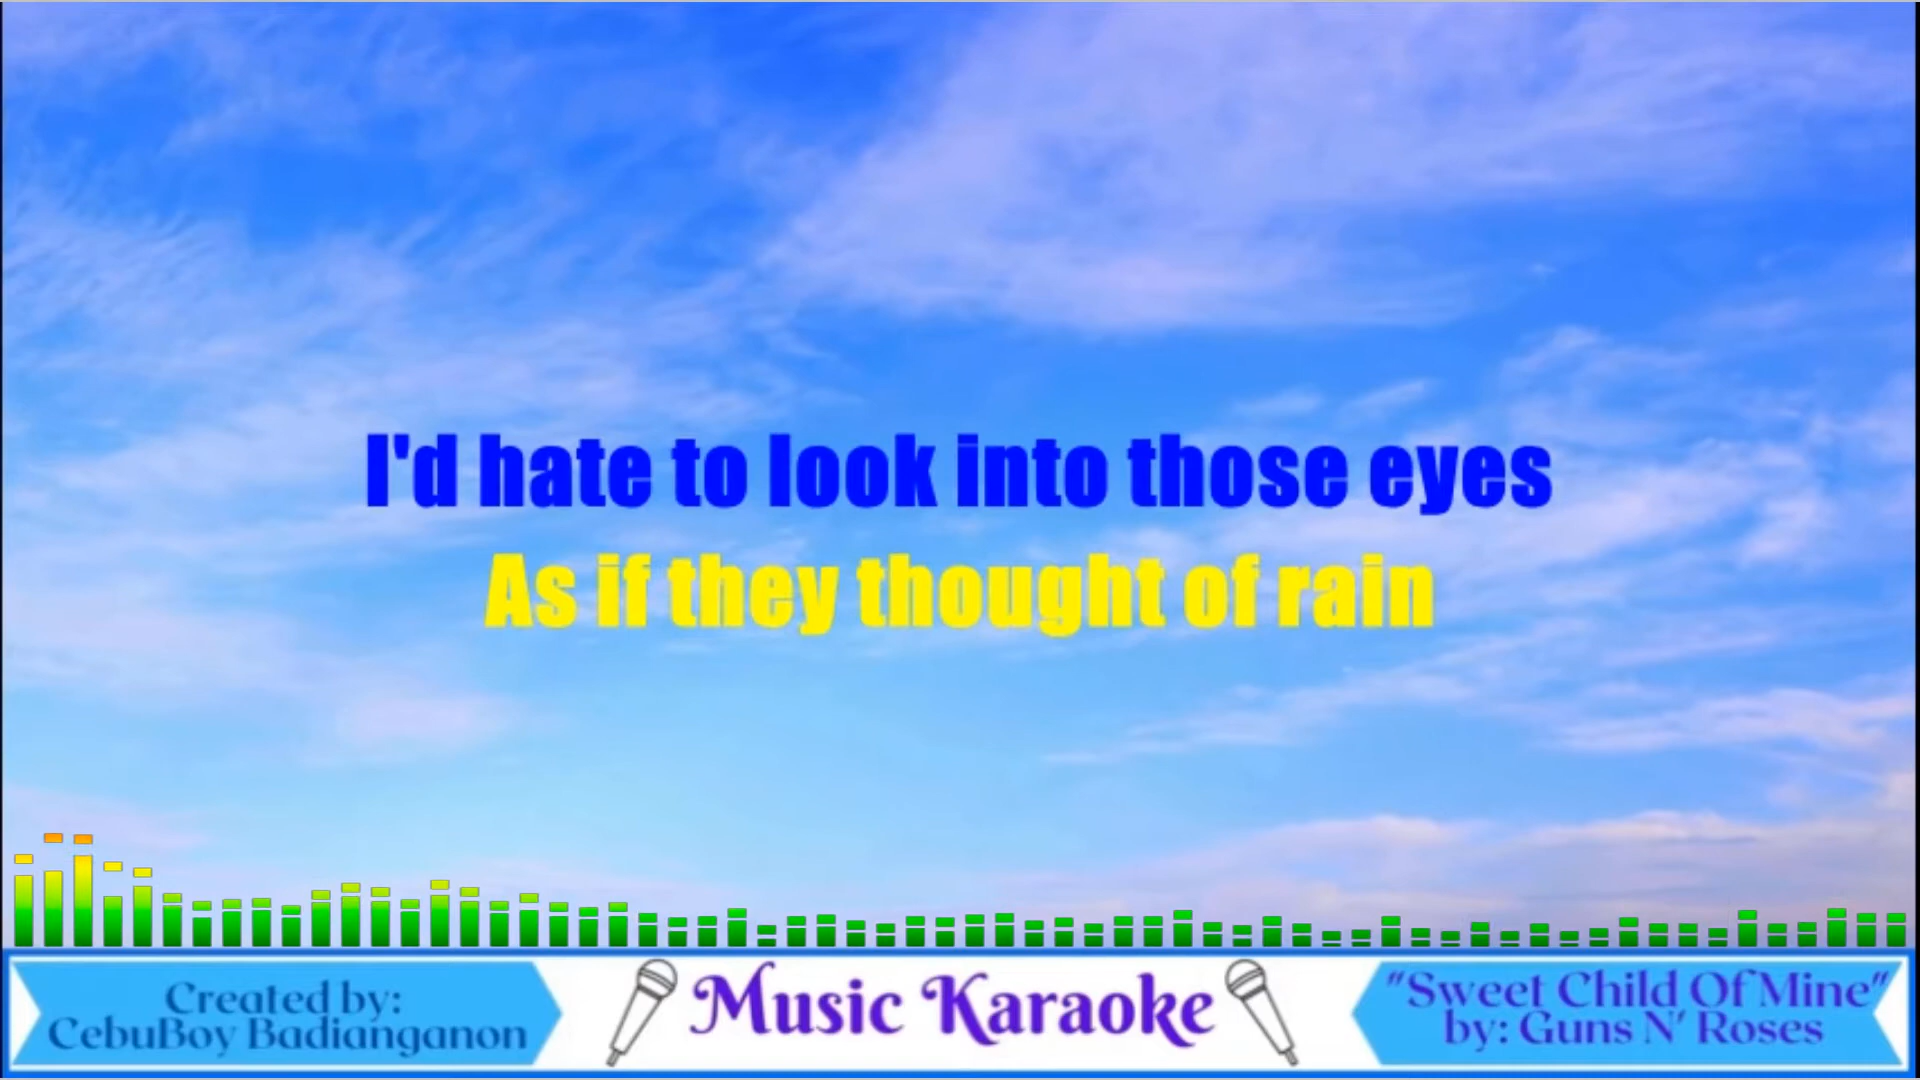 I'd hate to look into those eyes
As if they thought of rain
Created by:
CebuBoy Badianganon
Music Karaoke
"Sweet Child Of Mine"
by: Guns N' Roses